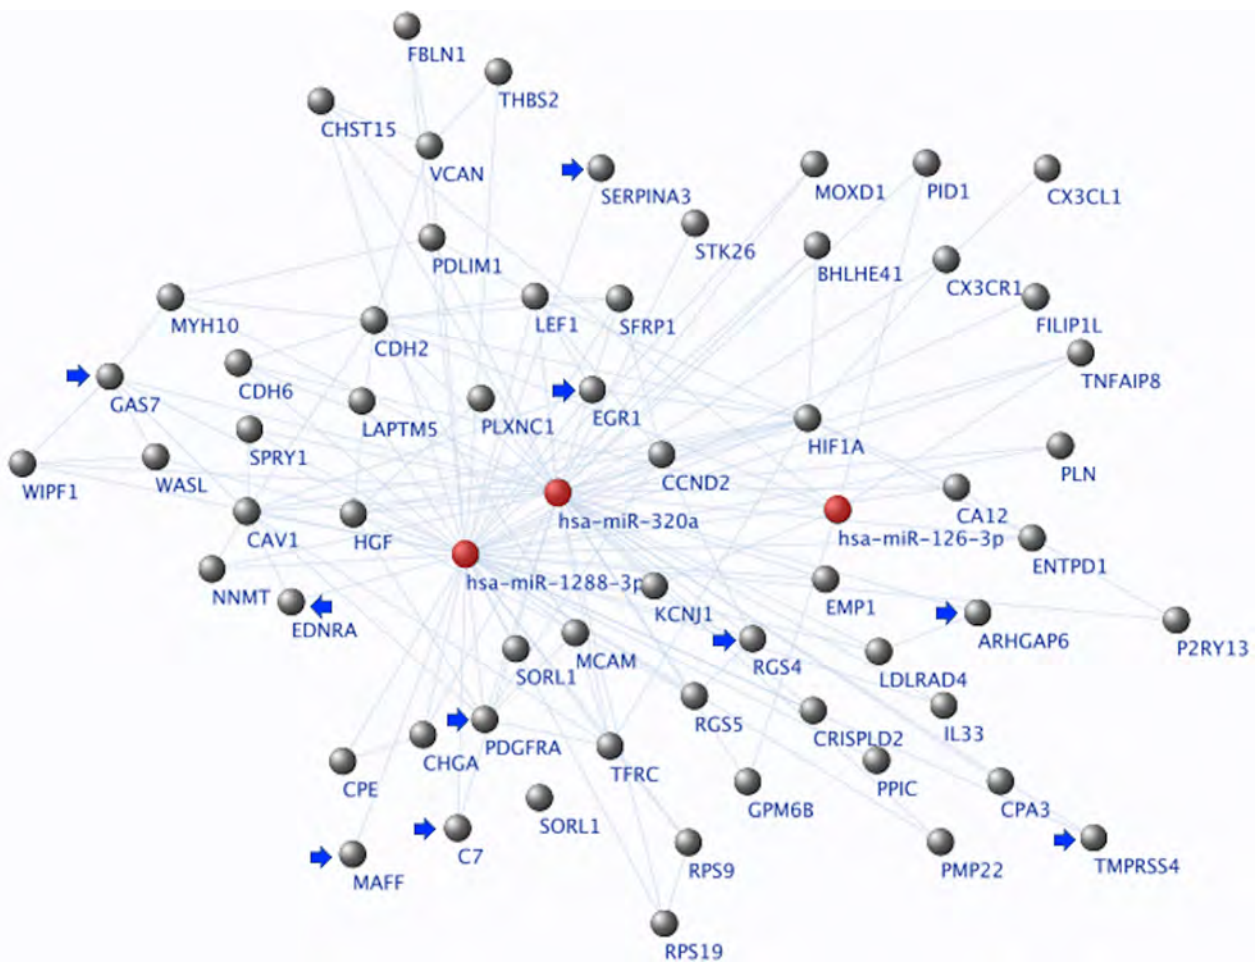 FBLN1
THBS2
CHST15
VCAN
SERPINA3
MOXD1
PID1
CX3CL1
STK26
PDLIM1
BHLHE41
CX3CR1
MYH10
LEF1
SFRP1
FILIP1L
CDH2
TNFAIP8
CDH6
GAS7
LAPTM5
PLXNC1
EGR1
HIF1A
SPRY1
PLN
WIPF1
WASL
CCND2
CA12
hsa-miR-320a
hsa-miR-126-3p
CAV1
HGF
ENTPD1
hsa-miR-1288-3p
NNMT
KCNJ1
EMP1
EDNRA
ARHGAP6
P2RY13
MCAM
RGS4
SORL1
LDLRAD4
RGS5
IL33
CRISPLD2
PDGFRA
CHGA
TFRC
CPE
PPIC
GPM6B
CPA3
SORL1
C7
TMPRSS4
RPS9
PMP22
MAFF
RPS19